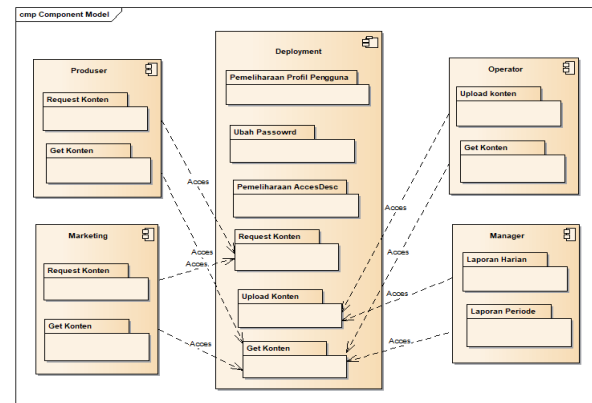 cmp Component Model
Produser
Request Konten
Get Konten
Marketing
Request Konten
Get Konten
Deployment
Pemeliharaan Profil Pengguna
Ubah Passowrd
Pemeliharaan AccesDesc
Request Konten
Upload Konten
Get Konten
Operator
Upload konten
Get Konten
Manager
Laporan Harian
Laporan Periode
Acces
Acces
Acces
Acces
Acces
Acces
Acces
Acces